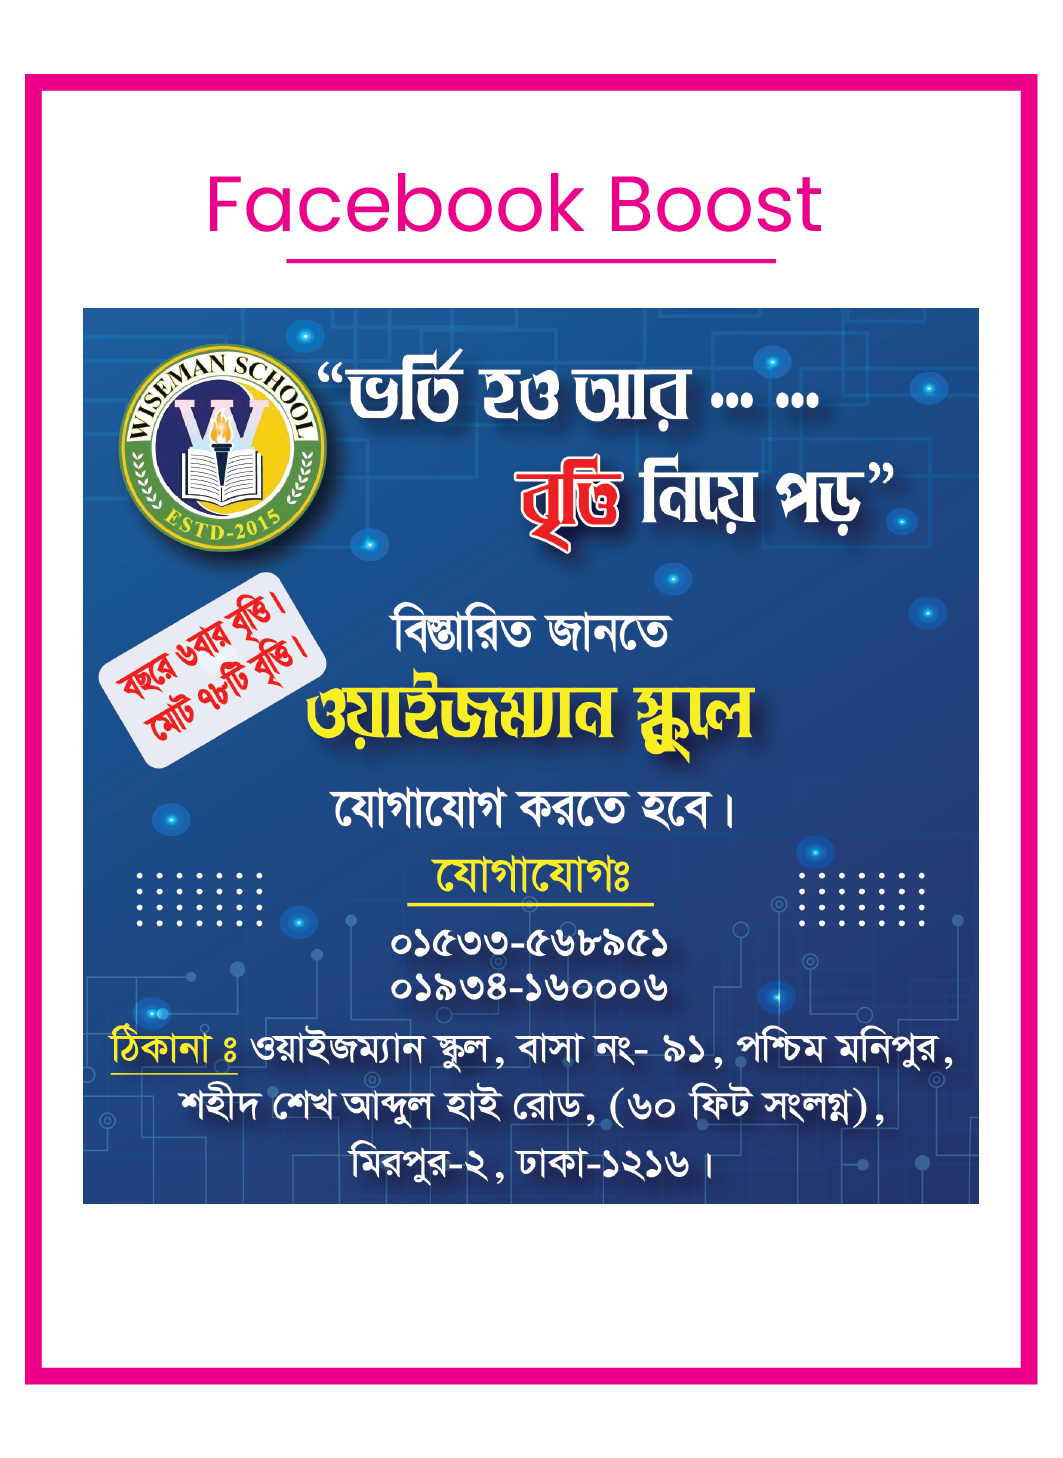 Facebook Boost
WISEMAN SCHOOL
W
ESTD-2015
“ভর্তি হও আর ... ...
বৃত্তি নিয়ে পড়”
বছরে ৬বার বৃত্তি।
মোট ৭৮টি বৃত্তি।
বিস্তারিত জানতে
ওয়াইজম্যান স্কুলে
যোগাযোগ করতে হবে।
যোগাযোগঃ
০১৫৩৩-৫৬৮৯৫১
০১৯৩৪-১৬০০০৬
ঠিকানা ঃ ওয়াইজম্যান স্কুল, বাসা নং- ৯১, পশ্চিম মনিপুর,
শহীদ শেখ আব্দুল হাই রোড, (৬০ ফিট সংলগ্ন),
মিরপুর-২, ঢাকা-১২১৬।